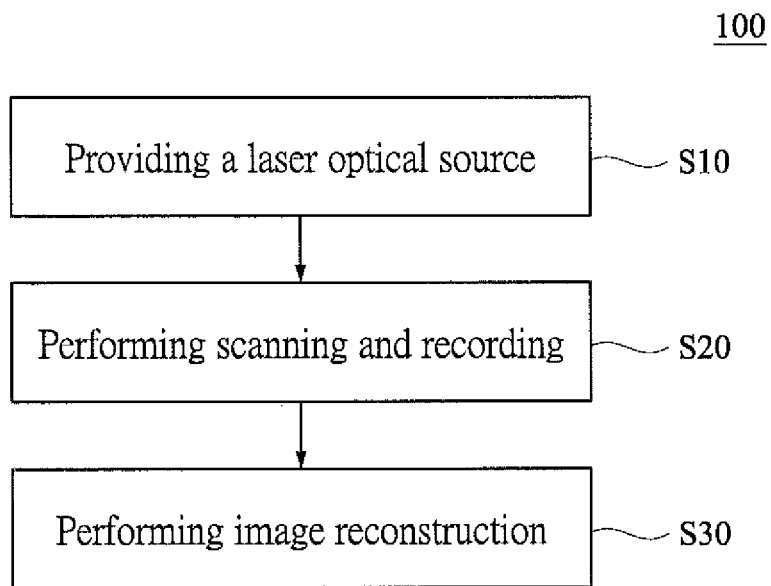 100
Providing a laser optical source
S10
Performing scanning and recording
S20
Performing image reconstruction
S30